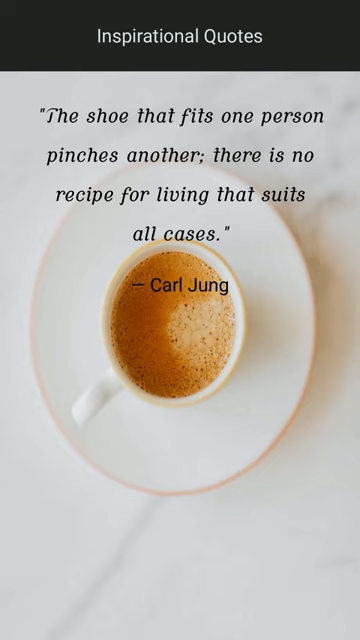 Inspirational Quotes
"The shoe that fits one person
pinches another; there is no
recipe for living that suits
all cases."
— Carl Jung